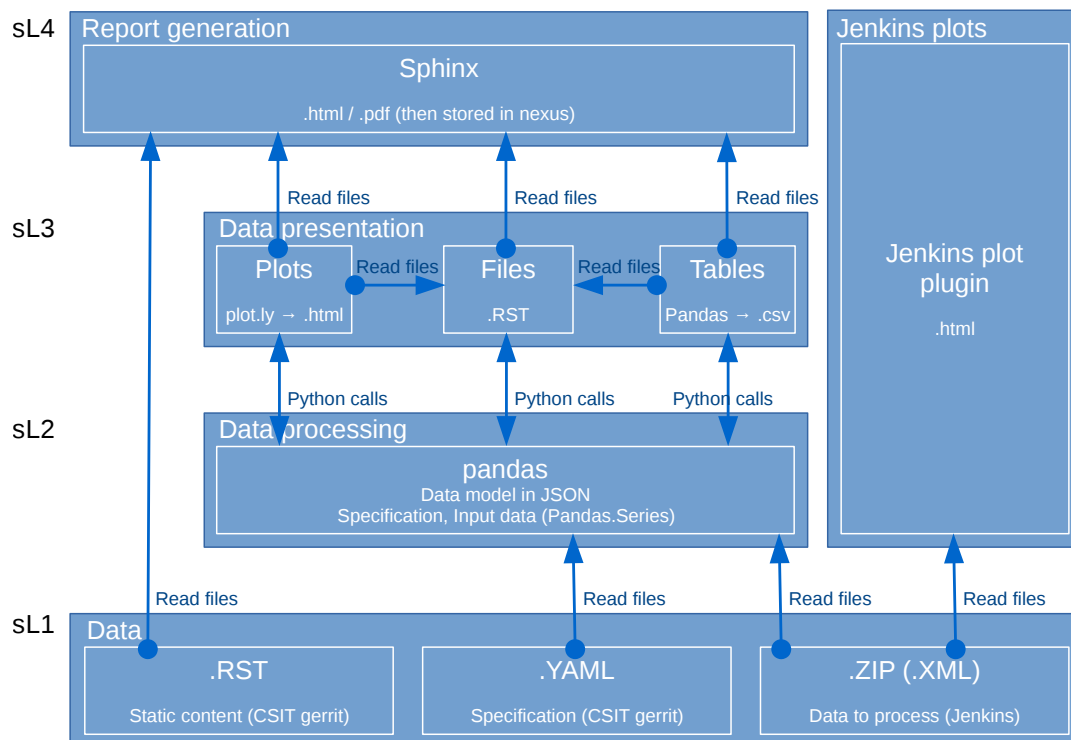 sL4
Report generation
Jenkins plots
Sphinx
.html / .pdf (then stored in nexus)
Read files
Read files
Read files
sL3
Data presentation
Plots
Read files
Files
Read files
Tables
plot.ly → .html
.RST
Pandas → .csv
Jenkins plot
plugin
.html
Python calls
Python calls
Python calls
sL2
Data processing
pandas
Data model in JSON
Specification, Input data (Pandas.Series)
Read files
Read files
Read files
Read files
sL1
Data
.RST
.YAML
.ZIP (.XML)
Static content (CSIT gerrit)
Specification (CSIT gerrit)
Data to process (Jenkins)